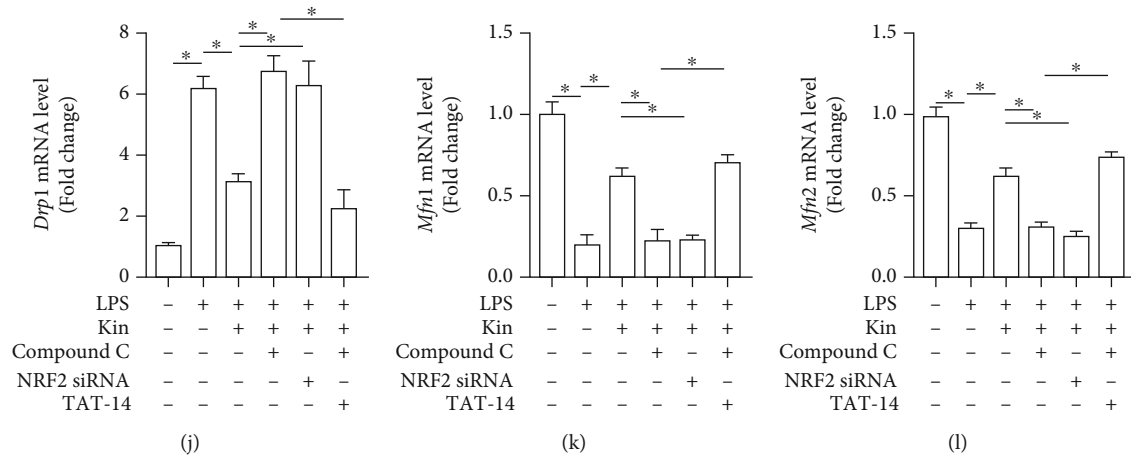 * * * * *
8
6
4
2
0
Drp1 mRNA level
(Fold change)
LPS – + + + + +
Kin – – + + + +
Compound C – – – + – +
NRF2 siRNA – – – – + –
TAT-14 – – – – – +
(j)
* * * * *
1.5
1.0
0.5
0.0
Mfn1 mRNA level
(Fold change)
LPS – + + + + +
Kin – – + + + +
Compound C – – – + – +
NRF2 siRNA – – – – + –
TAT-14 – – – – – +
(k)
* * * * *
1.5
1.0
0.5
0.0
Mfn2 mRNA level
(Fold change)
LPS – + + + + +
Kin – – + + + +
Compound C – – – + – +
NRF2 siRNA – – – – + –
TAT-14 – – – – – +
(l)